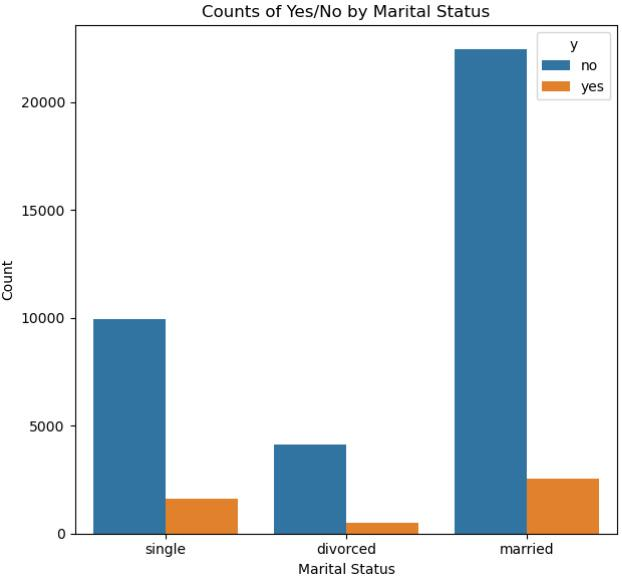 Counts of Yes/No by Marital Status
y
no
yes
20000
15000
10000
5000
0
Count
single divorced married
Marital Status